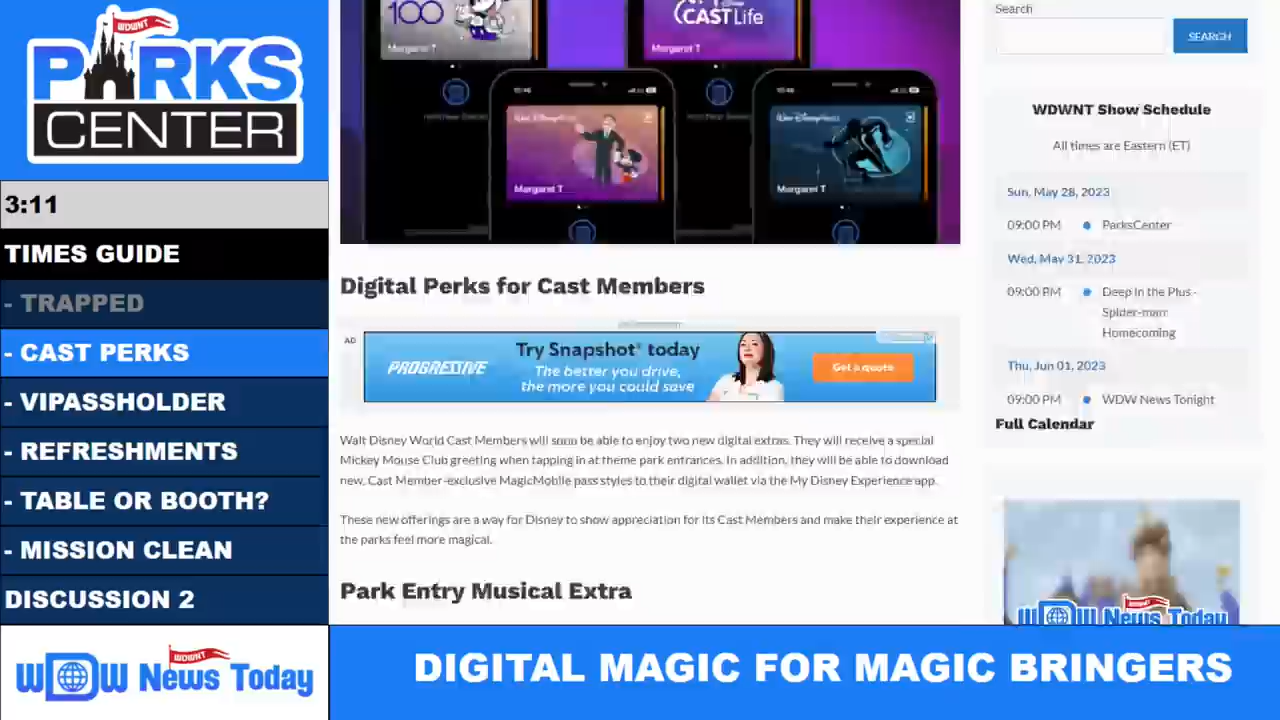 WDWNT
PARKS
CENTER
3:11
TIMES GUIDE
- TRAPPED
- CAST PERKS
- VIPASSHOLDER
- REFRESHMENTS
- TABLE OR BOOTH?
- MISSION CLEAN
DISCUSSION 2
WDWNT
WDW News Today
100
CAST Life
Margaret T
Margaret T
Margaret T
Margaret T
Digital Perks for Cast Members
AD
PROGRESSIVE
Try Snapshot® today
The better you drive,
the more you could save
Get a quote
Walt Disney World Cast Members will soon be able to enjoy two new digital extras. They will receive a special
Mickey Mouse Club greeting when tapping in at theme park entrances. In addition, they will be able to download
new, Cast Member-exclusive MagicMobile pass styles to their digital wallet via the My Disney Experience app.
These new offerings are a way for Disney to show appreciation for its Cast Members and make their experience at
the parks feel more magical.
Park Entry Musical Extra
Search
SEARCH
WDWNT Show Schedule
All times are Eastern (ET)
Sun, May 28, 2023
09:00 PM ParksCenter
Wed, May 31, 2023
09:00 PM Deep in the Plus -
Spider-man:
Homecoming
Thu, Jun 01, 2023
09:00 PM WDW News Tonight
Full Calendar
WDWNT
WDW News Today
DIGITAL MAGIC FOR MAGIC BRINGERS